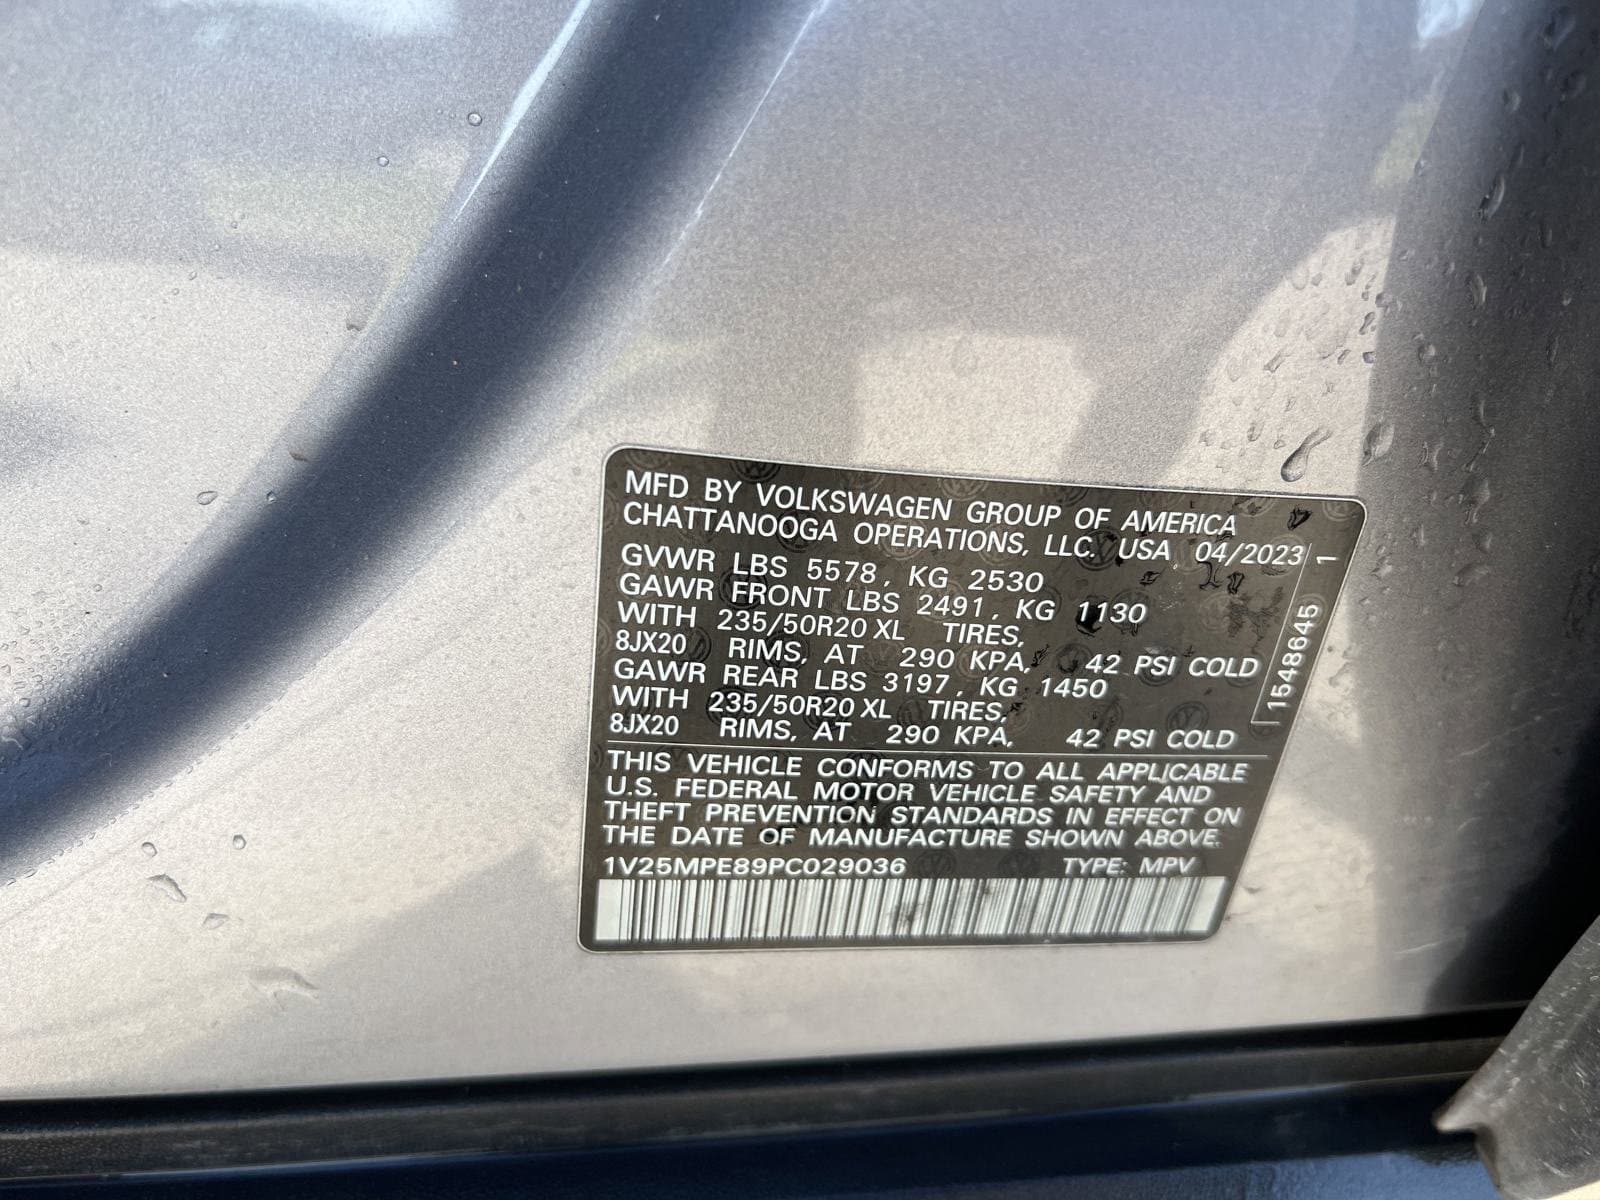 MFD BY VOLKSWAGEN GROUP OF AMERICA
CHATTANOOGA OPERATIONS, LLC. USA 04/2023
GVWR LBS 5578, KG 2530
GAWR FRONT LBS 2491, KG 1130
WITH 235/50R20 XL TIRES,
8JX20 RIMS, AT 290 KPA, 42 PSI COLD
GAWR REAR LBS 3197, KG 1450
WITH 235/50R20 XL TIRES,
8JX20 RIMS, AT 290 KPA, 42 PSI COLD
THIS VEHICLE CONFORMS TO ALL APPLICABLE
U.S. FEDERAL MOTOR VEHICLE SAFETY AND
THEFT PREVENTION STANDARDS IN EFFECT ON
THE DATE OF MANUFACTURE SHOWN ABOVE.
1V25MPE89PC029036 TYPE: MPV
1548645 1